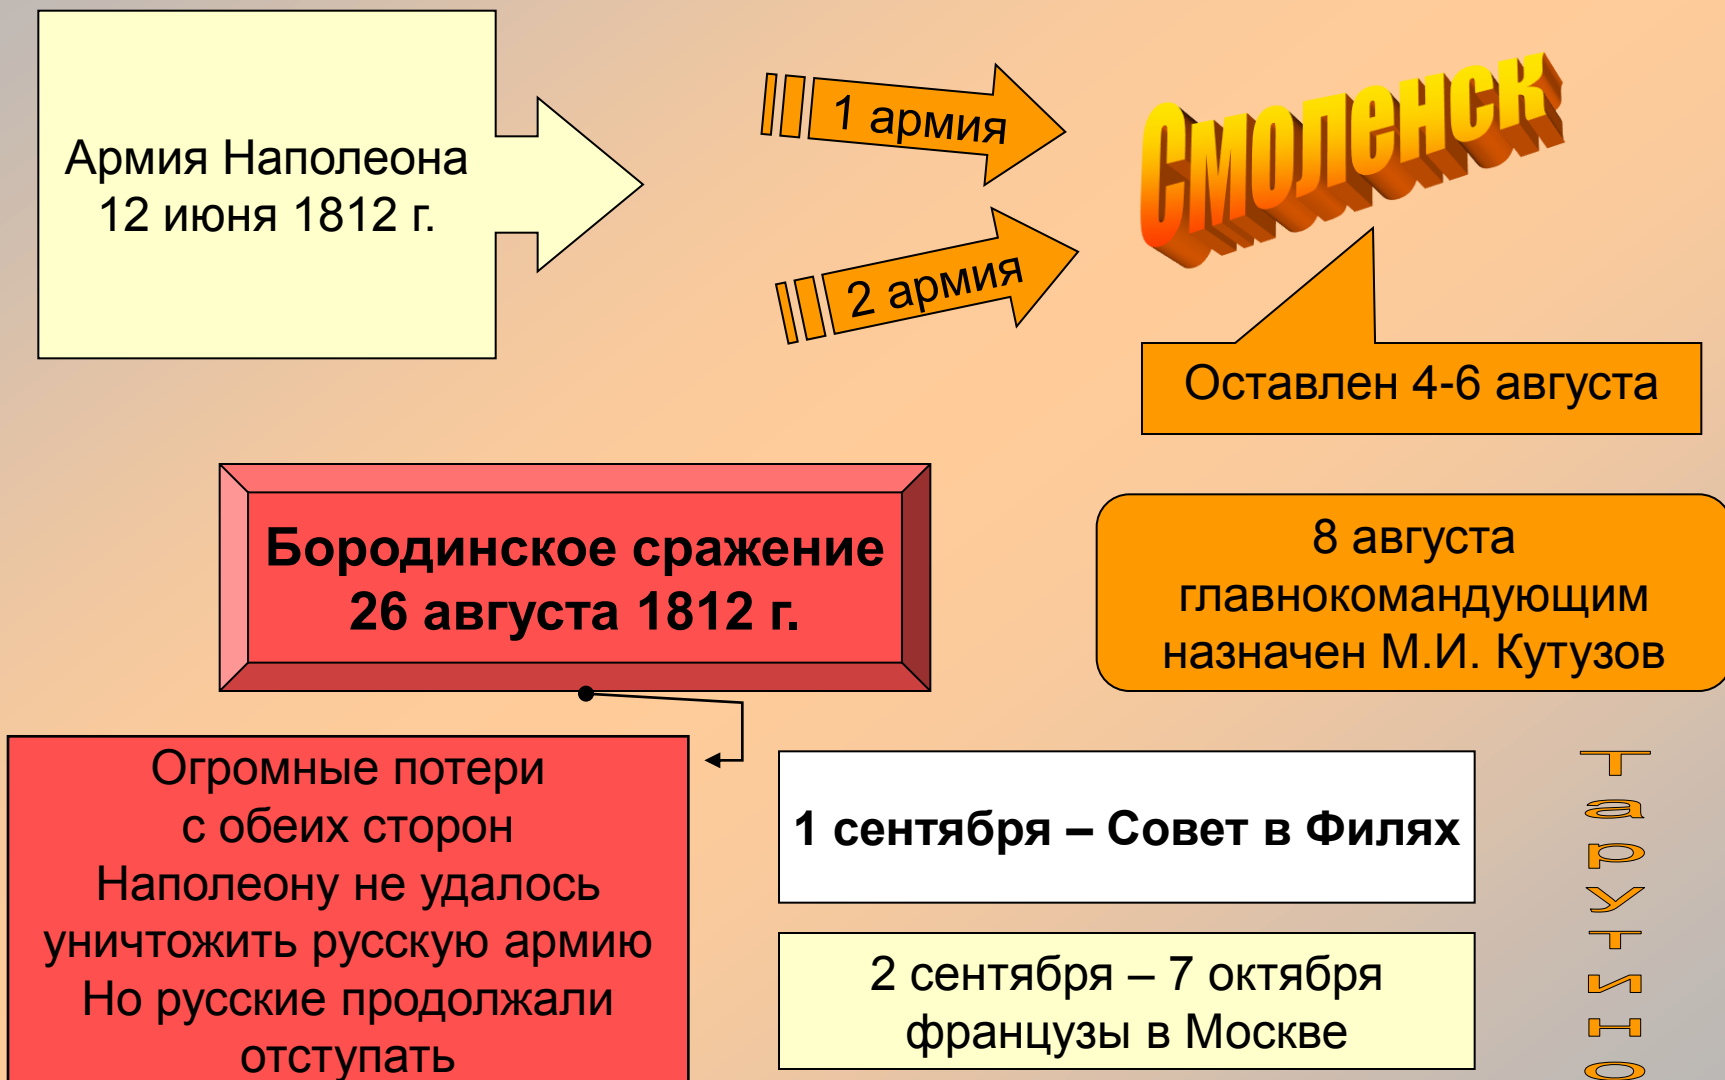 Армия Наполеона
12 июня 1812 г.
1 армия
2 армия
Смоленск
Оставлен 4-6 августа
Бородинское сражение
26 августа 1812 г.
8 августа
главнокомандующим
назначен М.И. Кутузов
Огромные потери
с обеих сторон
Наполеону не удалось
уничтожить русскую армию
Но русские продолжали
отступать
1 сентября – Совет в Филях
2 сентября – 7 октября
французы в Москве
Тарутино